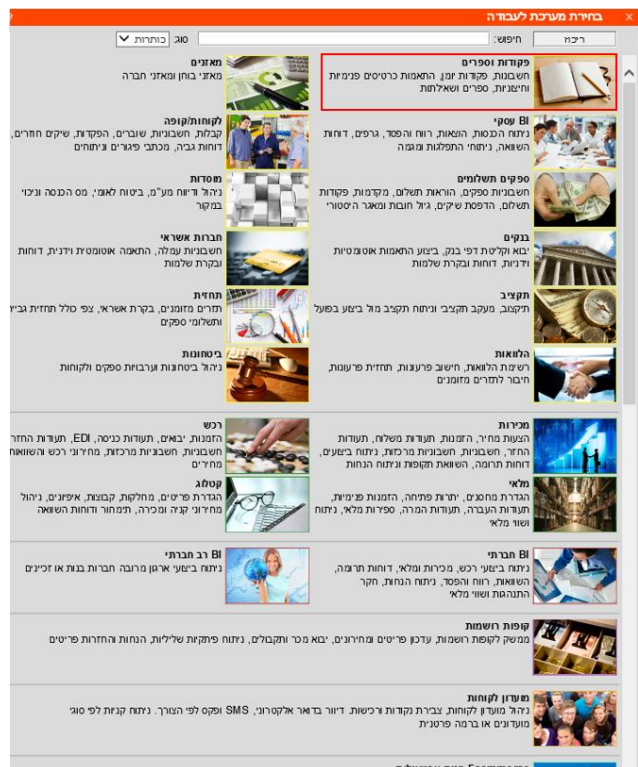 בחירת מערכת לעבודה
ריכוז
חיפוש:
סוג: כותרות
פקודות וספרים
חשבונות, פקודות יומן, התאמות כרטיסים פנימיות
וחיצוניות, ספרים ושאילתות
מאזנים
מאזני בוחן ומאזני חברה
BI עסקי
ניתוח הכנסות, הוצאות, רווח והפסד, גרפים, דוחות
השוואה, ניתוחי התפלגות ומגמה
לקוחות/קופה
קבלות, חשבוניות, שוברים, הפקדות, שיקים חוזרים,
דוחות גביה, מכתבי פיגורים וניתוחים
ספקים תשלומים
חשבוניות ספקים, הוראות תשלום, מקדמות, פקודות
תשלום, הדפסת שיקים, גיול חובות ומאגר היסטורי
מוסדות
ניהול ודיווח מע"מ, ביטוח לאומי, מס הכנסה וניכוי
במקור
בנקים
יבוא וקליטת דפי בנק, ביצוע התאמות אוטומטיות
וידניות, דוחות ובקרת שלמות
חברות אשראי
חשבוניות עמלה, התאמה אוטומטית וידנית, דוחות
ובקרת שלמות
תקציב
תיקצוב, מעקב תקציבי וניתוח תקציב מול ביצוע בפועל
תחזית
תזרים מזומנים, בקרת אשראי, צפי כולל תחזית גבייה
ותשלומי ספקים
הלוואות
רשימת הלוואות, חישוב פרעונות, תחזית פרעונות,
חיבור לתזרים מזומנים
ביטחונות
ניהול ביטחונות וערבויות ספקים ולקוחות
מכירות
הצעות מחיר, הזמנות, תעודות משלוח, תעודות
החזר, חשבוניות, חשבוניות מרכזות, ניתוח ביצועים,
דוחות תרומה, השוואת תקופות וניתוח הנחות
רכש
הזמנות, יבואים, תעודות כניסה, EDI, תעודות החזר
חשבוניות, חשבוניות מרכזות, מחירוני רכש והשוואות
מחירים
מלאי
הגדרת מחסנים, יתרות פתיחה, הזמנות פנימיות,
תעודות העברה, תעודות המרה, ספירות מלאי, ניתוח
ושווי מלאי
קטלוג
הגדרת פריטים, מחלקות, קבוצות, איפיונים, ניהול
מחירוני קניה ומכירה, תימחור ודוחות השוואה
BI חברתי
ניתוח ביצועי רכש, מכירות ומלאי, דוחות תרומה,
השוואות, רווח והפסד, ניתוח הנחות, חקר
התנהגות ושווי מלאי
BI רב חברתי
ניתוח ביצועי ארגון מרובה חברות בנות או זכיינים
קופות רושמות
ממשק לקופות רושמות, עדכון פריטים ומחירונים, יבוא מכר ותקבולים, ניתוח פיתקיות שליליות, הנחות והחזרות פריטים
מועדון לקוחות
ניהול מועדון לקוחות, צבירת נקודות ורכישות. דיוור בדואר אלקטרוני, SMS ופקס לפי הצורך. ניתוח קניות לפי סוגי
מועדונים או ברמה פרטנית